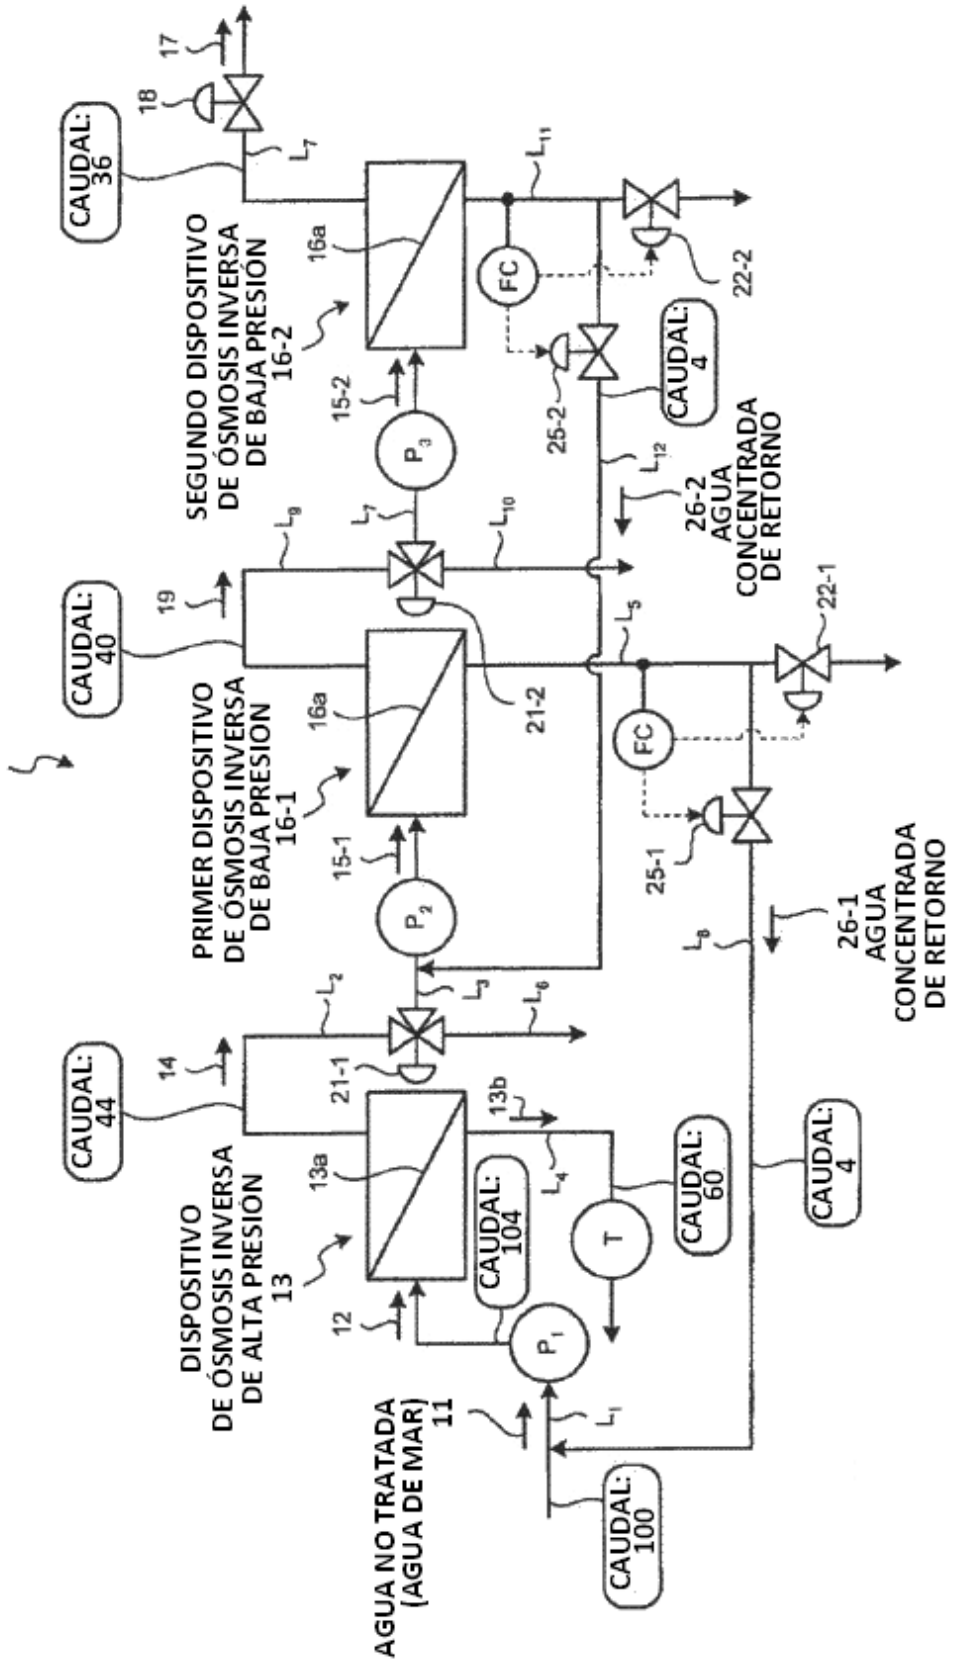 CAUDAL:
44
CAUDAL:
40
CAUDAL:
36
14
19
17
18
L2
L9
L7
DISPOSITIVO
DE ÓSMOSIS INVERSA
DE ALTA PRESIÓN
13
PRIMER DISPOSITIVO
DE ÓSMOSIS INVERSA
DE BAJA PRESION
16-1
SEGUNDO DISPOSITIVO
DE ÓSMOSIS INVERSA
DE BAJA PRESIÓN
16-2
12
13a
21-1
15-1
16a
L7
15-2
16a
P1
P2
P3
L3
L6
21-2
L10
L11
FC
22-2
25-2
CAUDAL:
4
L12
26-2
AGUA
CONCENTRADA
DE RETORNO
AGUA NO TRATADA
(AGUA DE MAR)
11
CAUDAL:
104
13b
L4
T
CAUDAL:
60
L1
CAUDAL:
100
L5
FC
22-1
25-1
L8
26-1
AGUA
CONCENTRADA
DE RETORNO
CAUDAL:
4